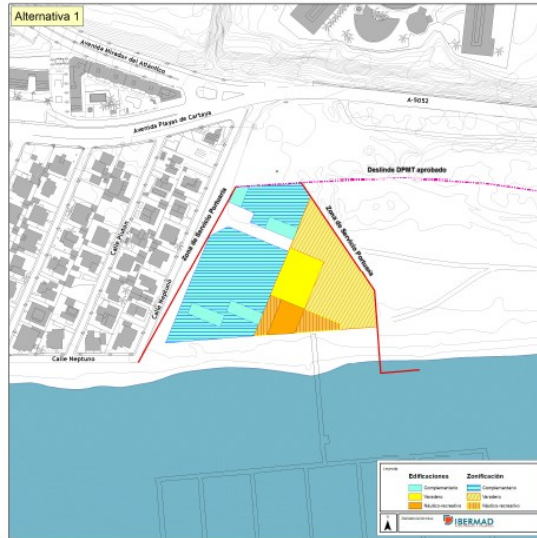 Alternativa 1
Avenida Mirador del Atlántico
A-5052
Avenida Playas de Cartaya
Deslinde DPMT aprobado
Zona de Servicio Portuaria
Zona de Servicio Portuaria
Calle Neptuno
Calle Neptuno
Leyenda
Edificaciones
Zonificación
Complementario
Complementario
Varadero
Varadero
Náutico-recreativo
Náutico-recreativo
IBERMAD